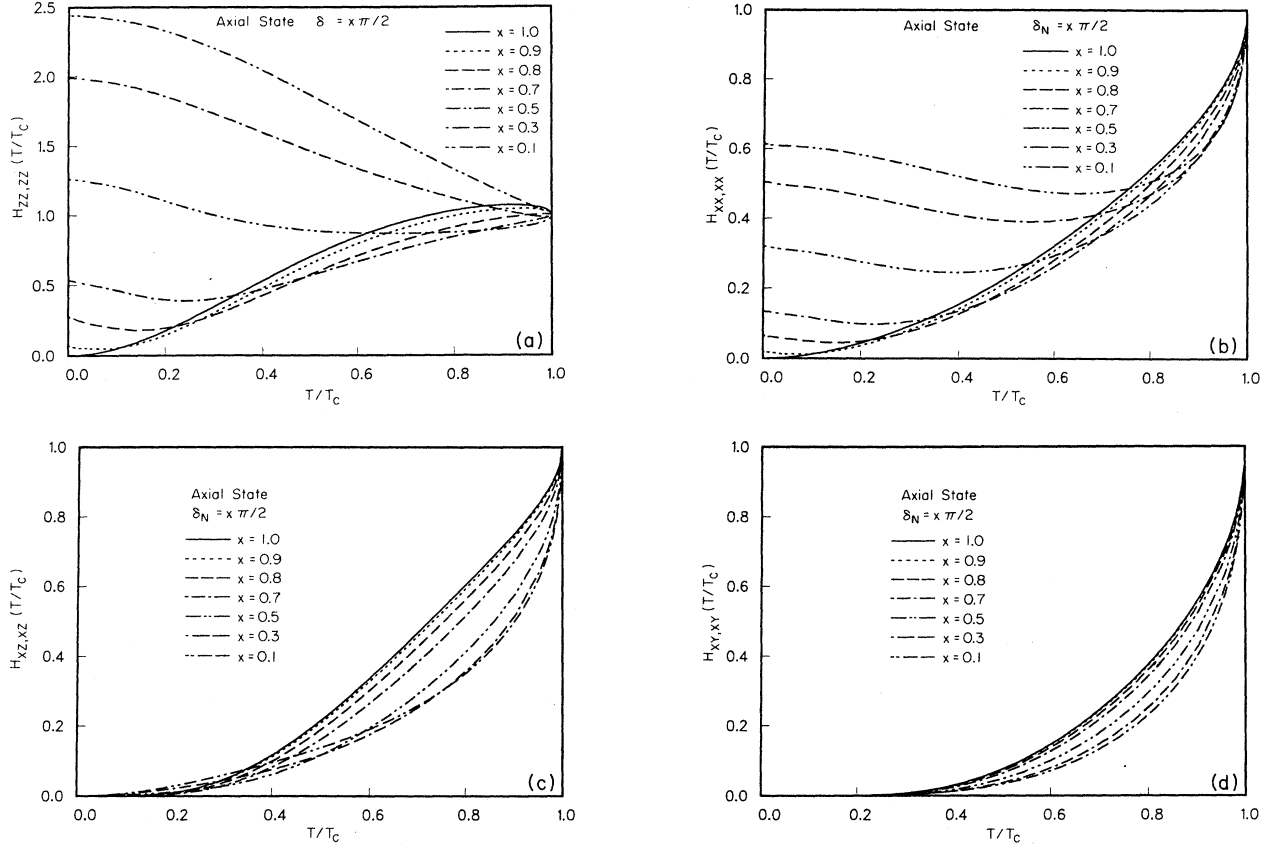 2.5
2.0
1.5
1.0
0.5
0.0
H_ZZ,ZZ (T/T_C)
Axial State δ = x π/2
x = 1.0
x = 0.9
x = 0.8
x = 0.7
x = 0.5
x = 0.3
x = 0.1
(a)
0.0 0.2 0.4 0.6 0.8 1.0
T/T_C
1.0
0.8
0.6
0.4
0.2
0.0
H_XX,XX (T/T_C)
Axial State δ_N = x π/2
x = 1.0
x = 0.9
x = 0.8
x = 0.7
x = 0.5
x = 0.3
x = 0.1
(b)
0.0 0.2 0.4 0.6 0.8 1.0
T/T_C
1.0
0.8
0.6
0.4
0.2
0.0
H_XZ,XZ (T/T_C)
Axial State
δ_N = x π/2
x = 1.0
x = 0.9
x = 0.8
x = 0.7
x = 0.5
x = 0.3
x = 0.1
(c)
0.0 0.2 0.4 0.6 0.8 1.0
T/T_C
1.0
0.8
0.6
0.4
0.2
0.0
H_XY,XY (T/T_C)
Axial State
δ_N = x π/2
x = 1.0
x = 0.9
x = 0.8
x = 0.7
x = 0.5
x = 0.3
x = 0.1
(d)
0.0 0.2 0.4 0.6 0.8 1.0
T/T_C